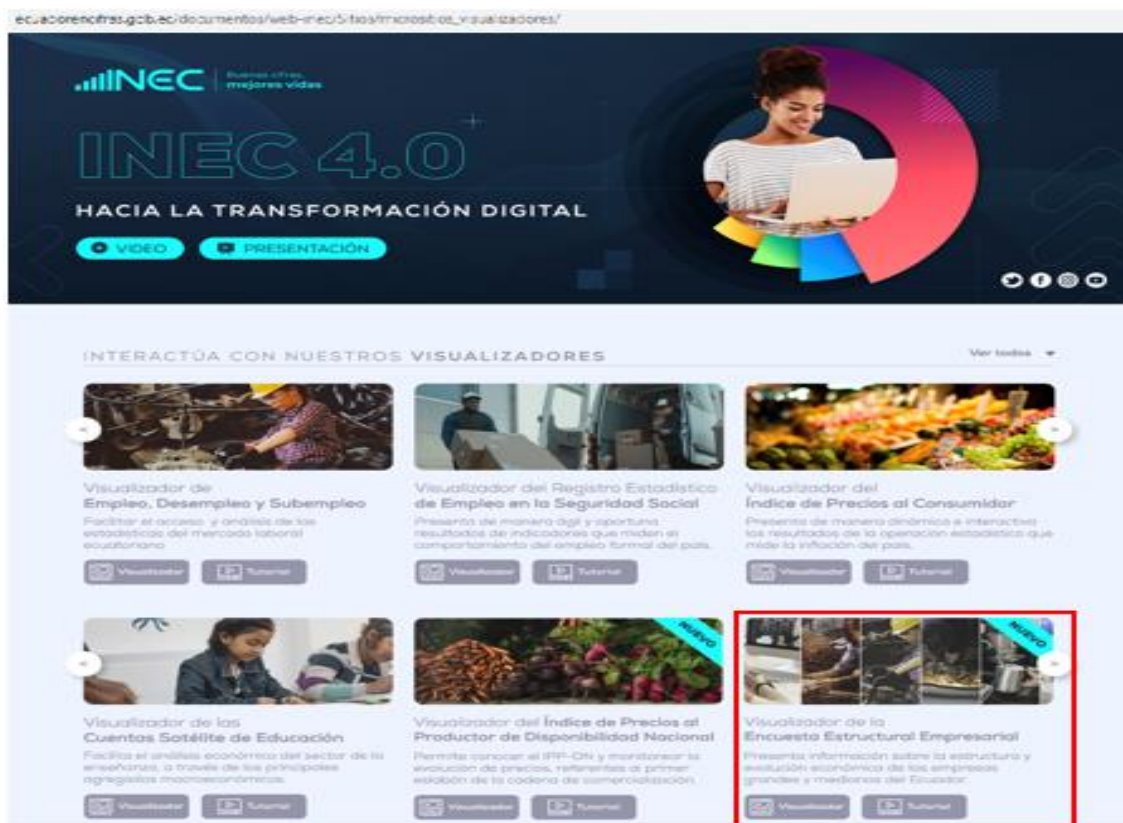 ecuadorencifras.gob.ec/documentos/web-inec/Sitios/micrositios_visualizadores/
INEC
Buenas cifras,
mejores vidas
INEC 4.0
HACIA LA TRANSFORMACIÓN DIGITAL
VIDEO
PRESENTACIÓN
INTERACTÚA CON NUESTROS VISUALIZADORES
Ver todos
Visualizador de
Empleo, Desempleo y Subempleo
Facilitar el acceso y análisis de las
estadísticas del mercado laboral
ecuatoriano
Visualizador
Tutorial
Visualizador del Registro Estadístico
de Empleo en la Seguridad Social
Presenta de manera ágil y oportuna
resultados de indicadores que miden el
comportamiento del empleo formal del país.
Visualizador
Tutorial
Visualizador del
Índice de Precios al Consumidor
Presenta de manera dinámica e interactiva
los resultados de la operación estadística que
mide la inflación del país.
Visualizador
Tutorial
Visualizador de las
Cuentas Satélite de Educación
Facilita el análisis económico del sector de la
enseñanza, a través de los principales
agregados macroeconómicos.
Visualizador
Tutorial
NUEVO
Visualizador del Índice de Precios al
Productor de Disponibilidad Nacional
Permite conocer el IPP-DN y monitorear la
evolución de precios, referentes al primer
eslabón de la cadena de comercialización.
Visualizador
Tutorial
NUEVO
Visualizador de la
Encuesta Estructural Empresarial
Presenta información sobre la estructura y
evolución económica de las empresas
grandes y medianas del Ecuador.
Visualizador
Tutorial